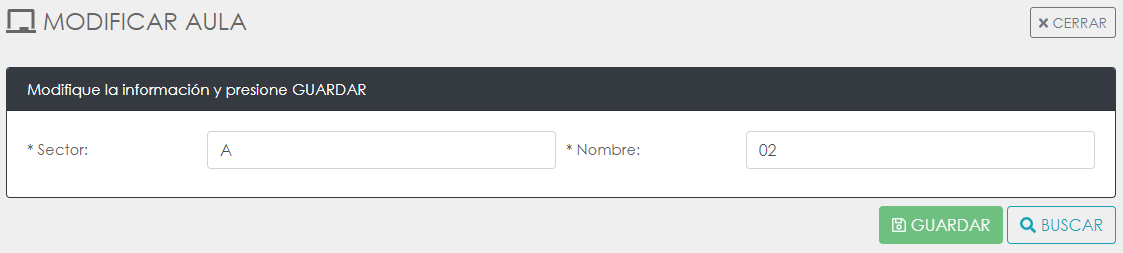 MODIFICAR AULA
CERRAR
Modifique la información y presione GUARDAR
* Sector: A * Nombre: 02
GUARDAR BUSCAR